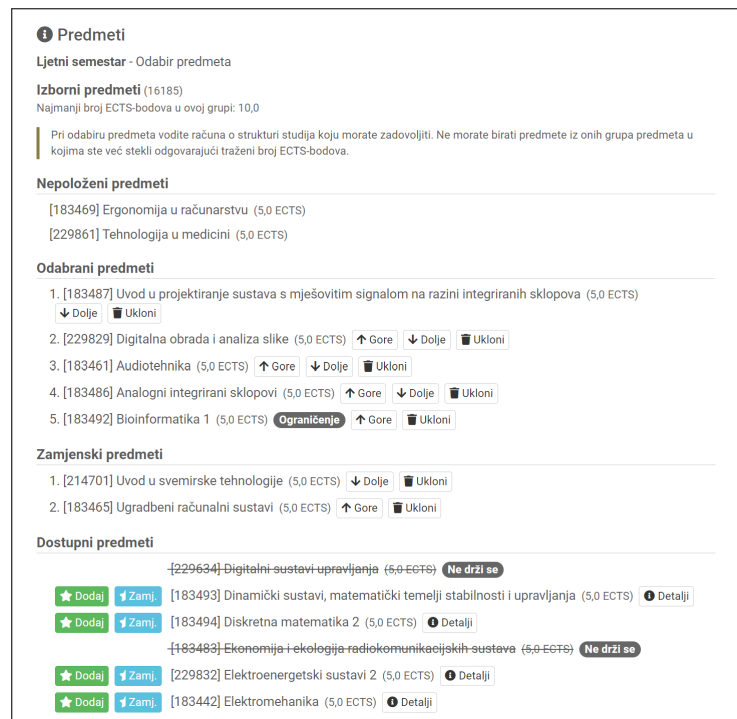 Predmeti
Ljetni semestar - Odabir predmeta
Izborni predmeti (16185)
Najmanji broj ECTS-bodova u ovoj grupi: 10,0
Pri odabiru predmeta vodite računa o strukturi studija koju morate zadovoljiti. Ne morate birati predmete iz onih grupa predmeta u
kojima ste već stekli odgovarajući traženi broj ECTS-bodova.
Nepoloženi predmeti
[183469] Ergonomija u računarstvu (5,0 ECTS)
[229861] Tehnologija u medicini (5,0 ECTS)
Odabrani predmeti
1. [183487] Uvod u projektiranje sustava s mješovitim signalom na razini integriranih sklopova (5,0 ECTS)
Dolje Ukloni
2. [229829] Digitalna obrada i analiza slike (5,0 ECTS) Gore Dolje Ukloni
3. [183461] Audiotehnika (5,0 ECTS) Gore Dolje Ukloni
4. [183486] Analogni integrirani sklopovi (5,0 ECTS) Gore Dolje Ukloni
5. [183492] Bioinformatika 1 (5,0 ECTS) Ograničenje Gore Ukloni
Zamjenski predmeti
1. [214701] Uvod u svemirske tehnologije (5,0 ECTS) Dolje Ukloni
2. [183465] Ugradbeni računalni sustavi (5,0 ECTS) Gore Ukloni
Dostupni predmeti
[229634] Digitalni sustavi upravljanja (5,0 ECTS) Ne drži se
Dodaj Zamj. [183493] Dinamički sustavi, matematički temelji stabilnosti i upravljanja (5,0 ECTS) Detalji
Dodaj Zamj. [183494] Diskretna matematika 2 (5,0 ECTS) Detalji
[183483] Ekonomija i ekologija radiokomunikacijskih sustava (5,0 ECTS) Ne drži se
Dodaj Zamj. [229832] Elektroenergetski sustavi 2 (5,0 ECTS) Detalji
Dodaj Zamj. [183442] Elektromehanika (5,0 ECTS) Detalji